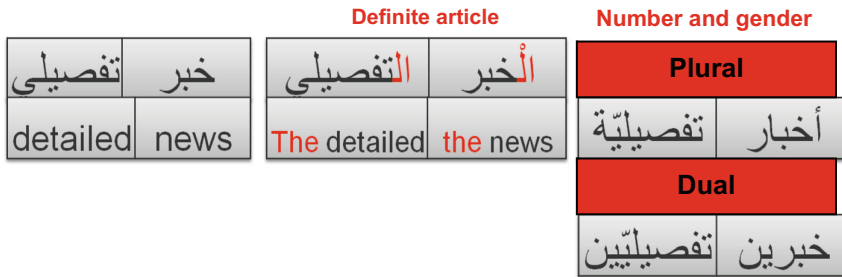 Definite article
Number and gender
خبر تفصيلي
detailed news
الْخبر التفصيلي
The detailed the news
Plural
أخبار تفصيليّة
Dual
خبرين تفصيليّين